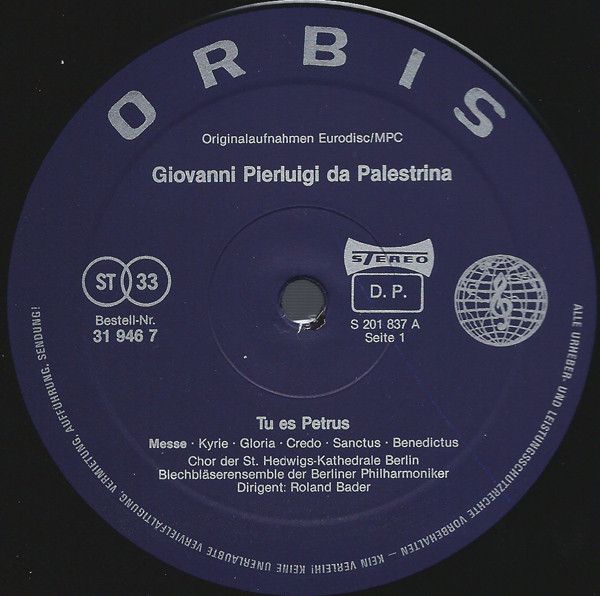 ORBIS
Originalaufnahmen Eurodisc/MPC
Giovanni Pierluigi da Palestrina
ST 33
Bestell-Nr.
31 946 7
STEREO
D. P.
S 201 837 A
Seite 1
Tu es Petrus
Messe · Kyrie · Gloria · Credo · Sanctus · Benedictus
Chor der St. Hedwigs-Kathedrale Berlin
Blechbläserensemble der Berliner Philharmoniker
Dirigent: Roland Bader
ALLE URHEBER- UND LEISTUNGSSCHUTZRECHTE VORBEHALTEN – KEIN VERLEIH! KEINE UNERLAUBTE VERVIELFÄLTIGUNG, VERMIETUNG, AUFFÜHRUNG, SENDUNG!